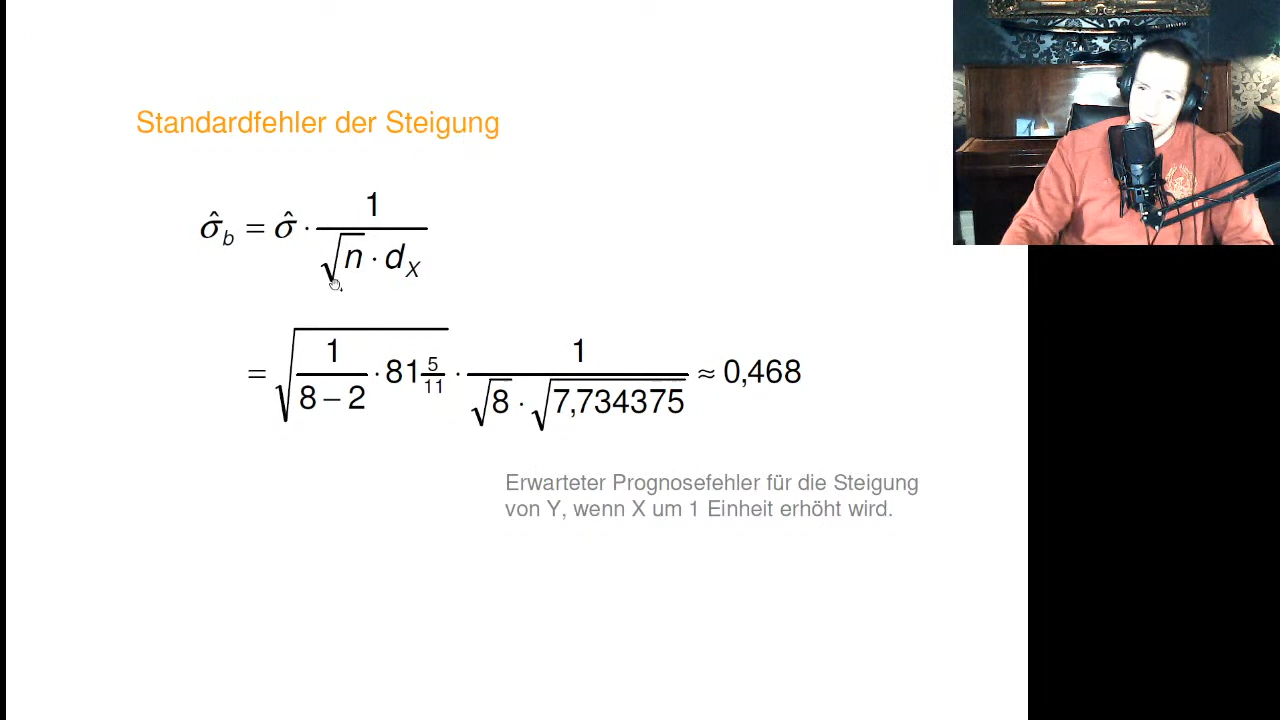 Standardfehler der Steigung
σ̂_b = σ̂ · 1 / (√n · d_X)
= √(1 / (8 − 2) · 81 5/11) · 1 / (√8 · √7,734375) ≈ 0,468
Erwarteter Prognosefehler für die Steigung
von Y, wenn X um 1 Einheit erhöht wird.